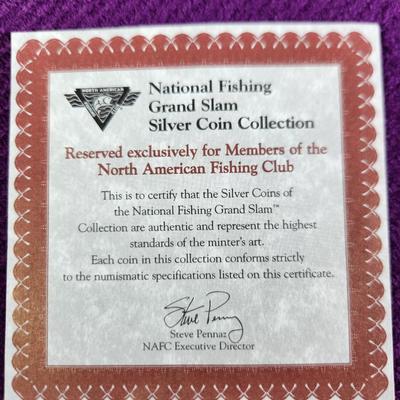 NORTH AMERICAN
National Fishing
Grand Slam
Silver Coin Collection
Reserved exclusively for Members of the
North American Fishing Club
This is to certify that the Silver Coins of
the National Fishing Grand Slam™
Collection are authentic and represent the highest
standards of the minter's art.
Each coin in this collection conforms strictly
to the numismatic specifications listed on this certificate.
Steve Pennaz
Steve Pennaz
NAFC Executive Director